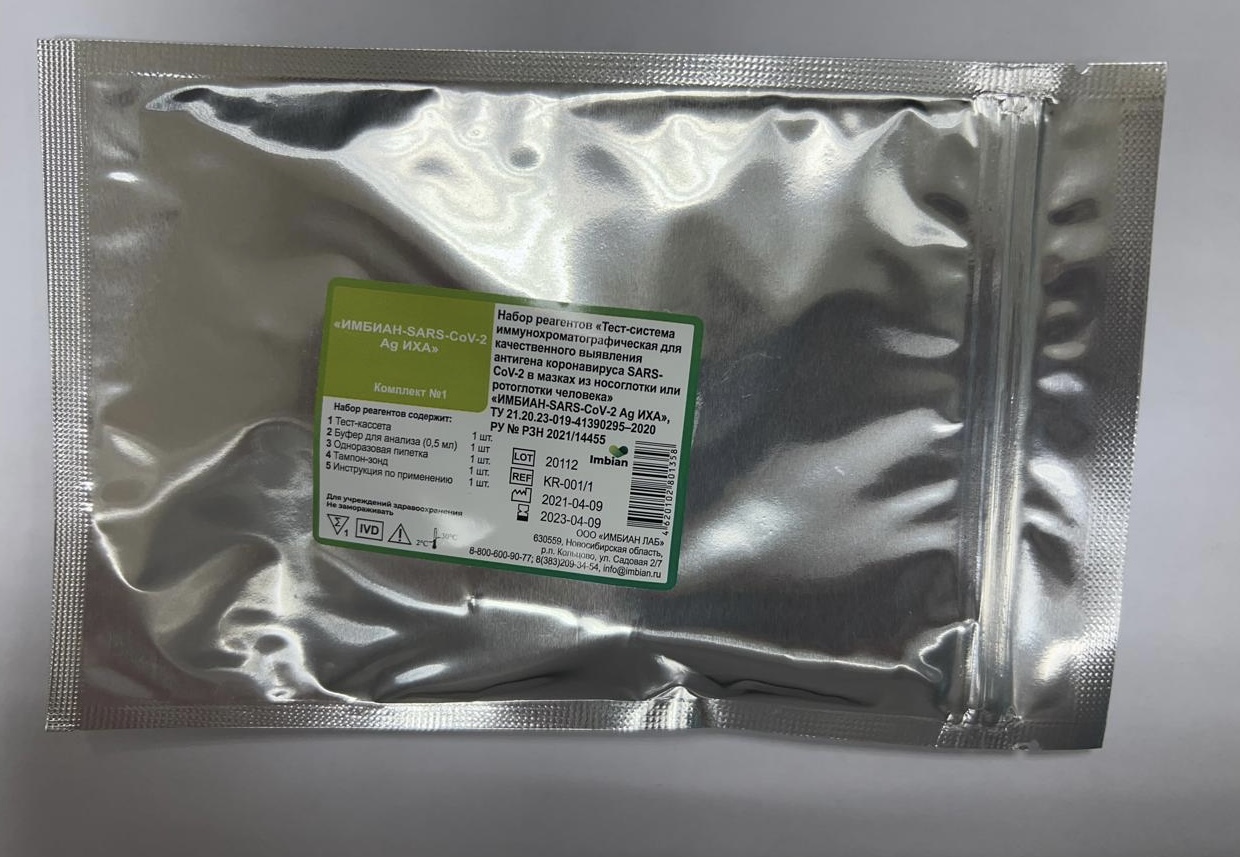 «ИМБИАН-SARS-CoV-2
Ag ИХА»
Комплект №1
Набор реагентов содержит:
1 Тест-кассета 1 шт.
2 Буфер для анализа (0,5 мл) 1 шт
3 Одноразовая пипетка 1 шт.
4 Тампон-зонд 1 шт.
5 Инструкция по применению 1 шт.
Для учреждений здравоохранения
Не замораживать
Σ 1 IVD 2°C 30°C
Набор реагентов «Тест-система
иммунохроматографическая для
качественного выявления
антигена коронавируса SARS-
CoV-2 в мазках из носоглотки или
ротоглотки человека»
«ИМБИАН-SARS-CoV-2 Ag ИХА»,
ТУ 21.20.23-019-41390295–2020
РУ № РЗН 2021/14455
Imbian
LOT 20112
REF KR-001/1
2021-04-09
2023-04-09
4620102801358
ООО «ИМБИАН ЛАБ»
630559, Новосибирская область,
р.п. Кольцово, ул. Садовая 2/7
8-800-600-90-77; 8(383)209-34-54, info@imbian.ru